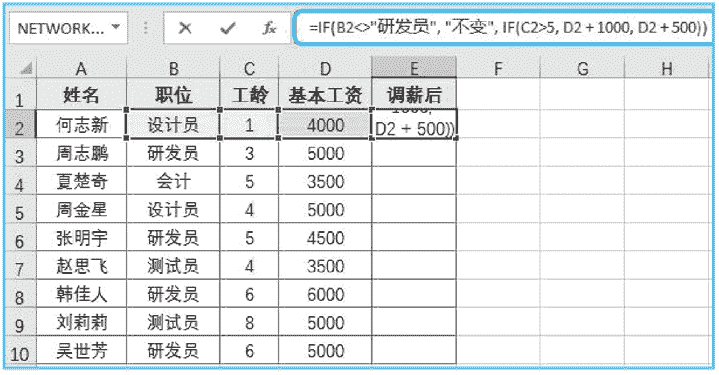 NETWORK... =IF(B2<>"研发员", "不变", IF(C2>5, D2 + 1000, D2 + 500))
A B C D E F G H
1 姓名 职位 工龄 基本工资 调薪后
2 何志新 设计员 1 4000 1000, D2 + 500))
3 周志鹏 研发员 3 5000
4 夏楚奇 会计 5 3500
5 周金星 设计员 4 5000
6 张明宇 研发员 5 4500
7 赵思飞 测试员 4 3500
8 韩佳人 研发员 6 6000
9 刘莉莉 测试员 8 5000
10 吴世芳 研发员 6 5000